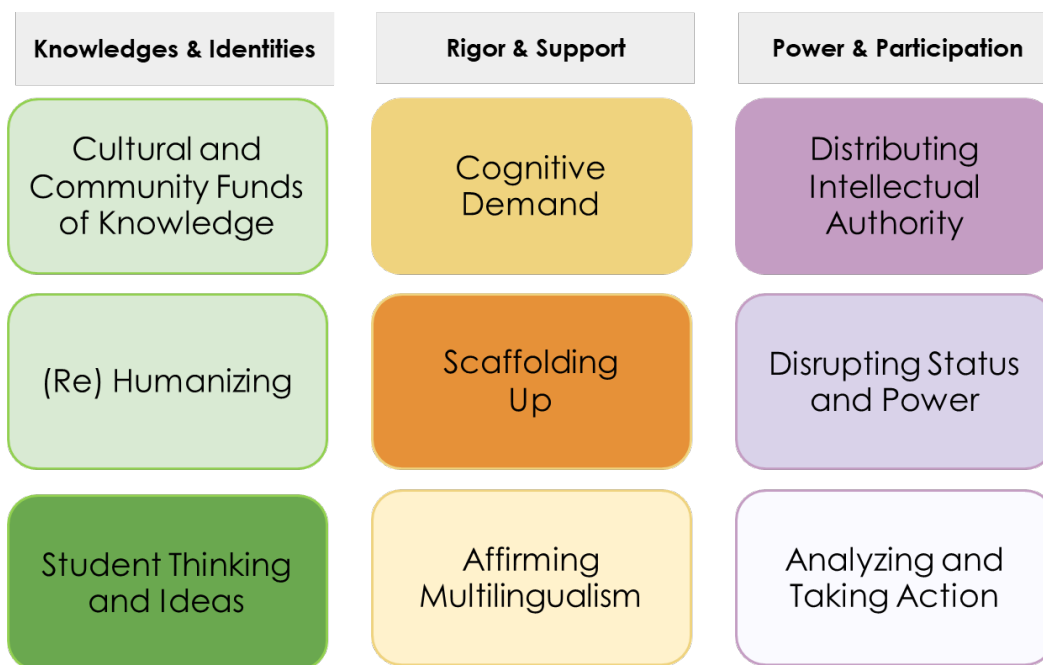 Knowledges & Identities
Cultural and
Community Funds
of Knowledge
(Re) Humanizing
Student Thinking
and Ideas
Rigor & Support
Cognitive
Demand
Scaffolding
Up
Affirming
Multilingualism
Power & Participation
Distributing
Intellectual
Authority
Disrupting Status
and Power
Analyzing and
Taking Action